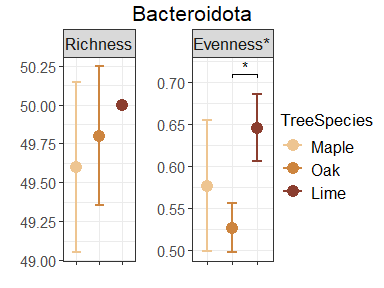 Bacteroidota
Richness
Evenness*
50.25
50.00
49.75
49.50
49.25
49.00
0.70
0.65
0.60
0.55
0.50
*
TreeSpecies
Maple
Oak
Lime